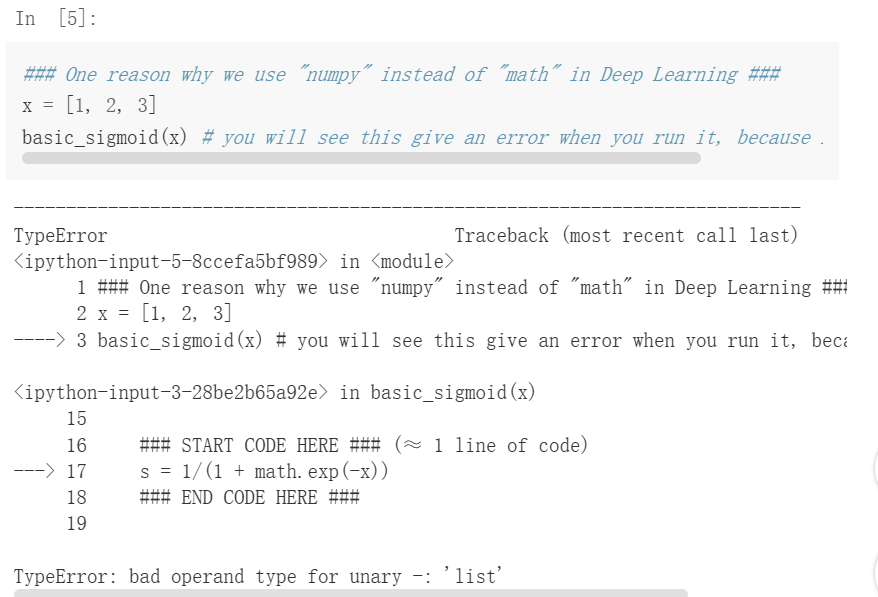 In [5]:
### One reason why we use "numpy" instead of "math" in Deep Learning ###
x = [1, 2, 3]
basic_sigmoid(x) # you will see this give an error when you run it, because
---------------------------------------------------------------------------
TypeError Traceback (most recent call last)
<ipython-input-5-8ccefa5bf989> in <module>
1 ### One reason why we use "numpy" instead of "math" in Deep Learning ###
2 x = [1, 2, 3]
----> 3 basic_sigmoid(x) # you will see this give an error when you run it,
<ipython-input-3-28be2b65a92e> in basic_sigmoid(x)
15
16 ### START CODE HERE ### (≈ 1 line of code)
---> 17 s = 1/(1 + math.exp(-x))
18 ### END CODE HERE ###
19
TypeError: bad operand type for unary -: 'list'